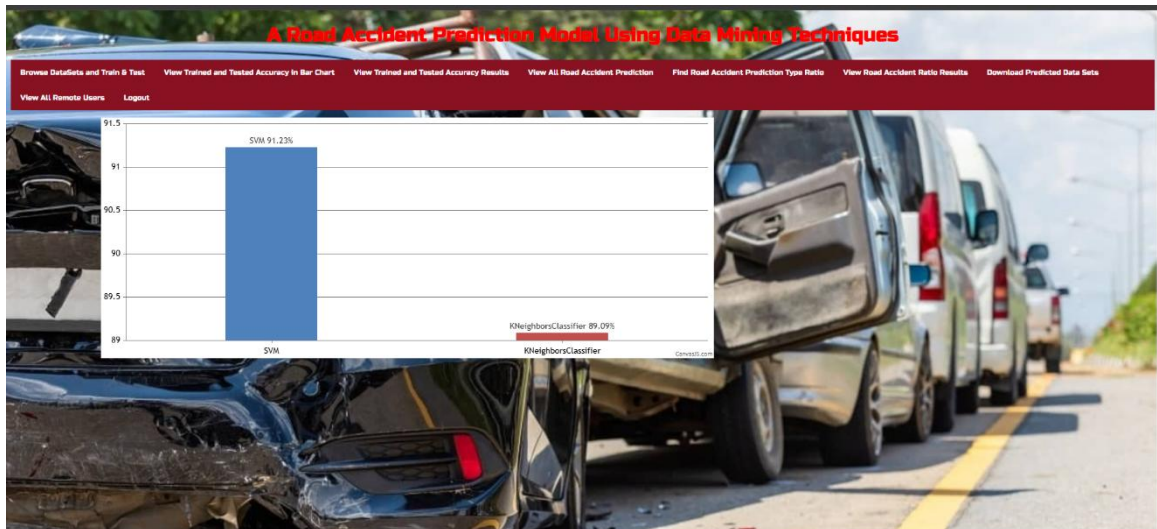 A Road Accident Prediction Model Using Data Mining Techniques
Browse DataSets and Train & Test View Trained and Tested Accuracy in Bar Chart View Trained and Tested Accuracy Results View All Road Accident Prediction Find Road Accident Prediction Type Ratio View Road Accident Ratio Results Download Predicted Data Sets
View All Remote Users Logout
91.5
SVM 91.23%
91
90.5
90
89.5
KNeighborsClassifier 89.09%
89
SVM KNeighborsClassifier
CanvasJS.com